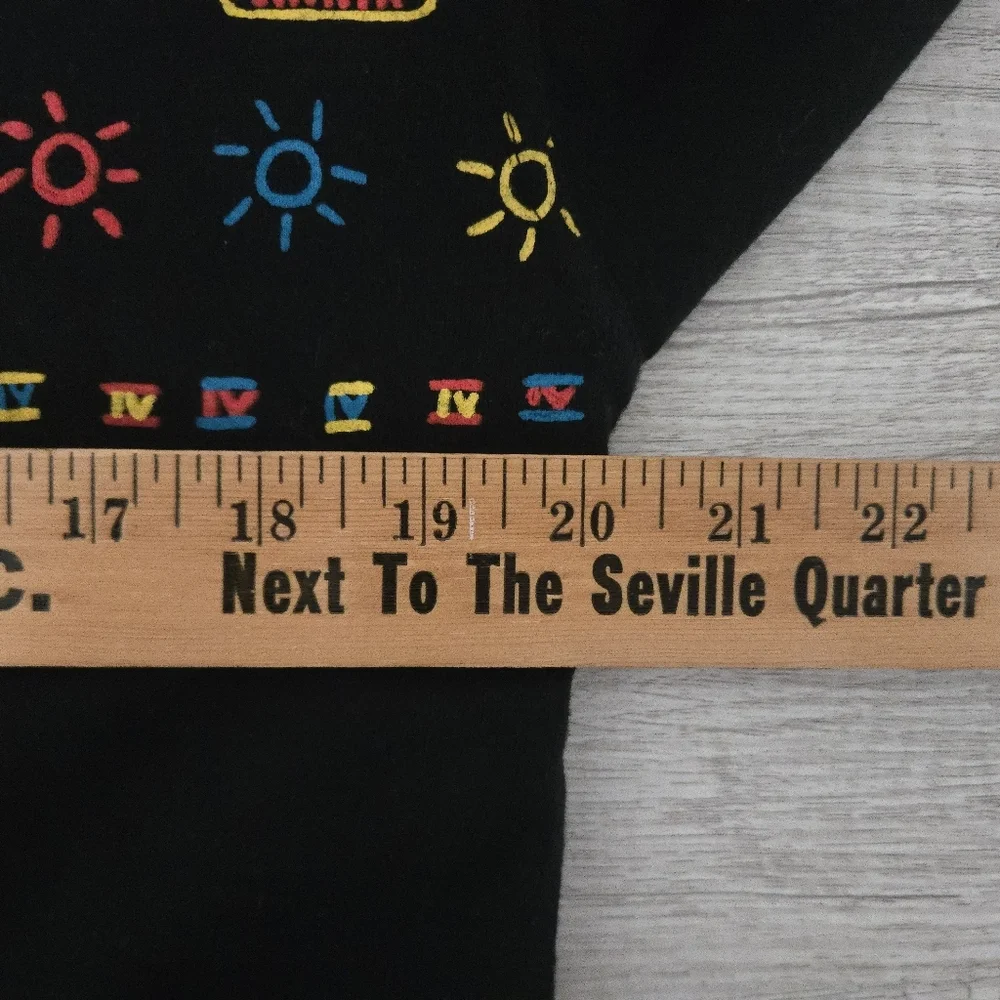 IV IV IV IV IV IV
17 18 19 20 21 22
C. Next To The Seville Quarter